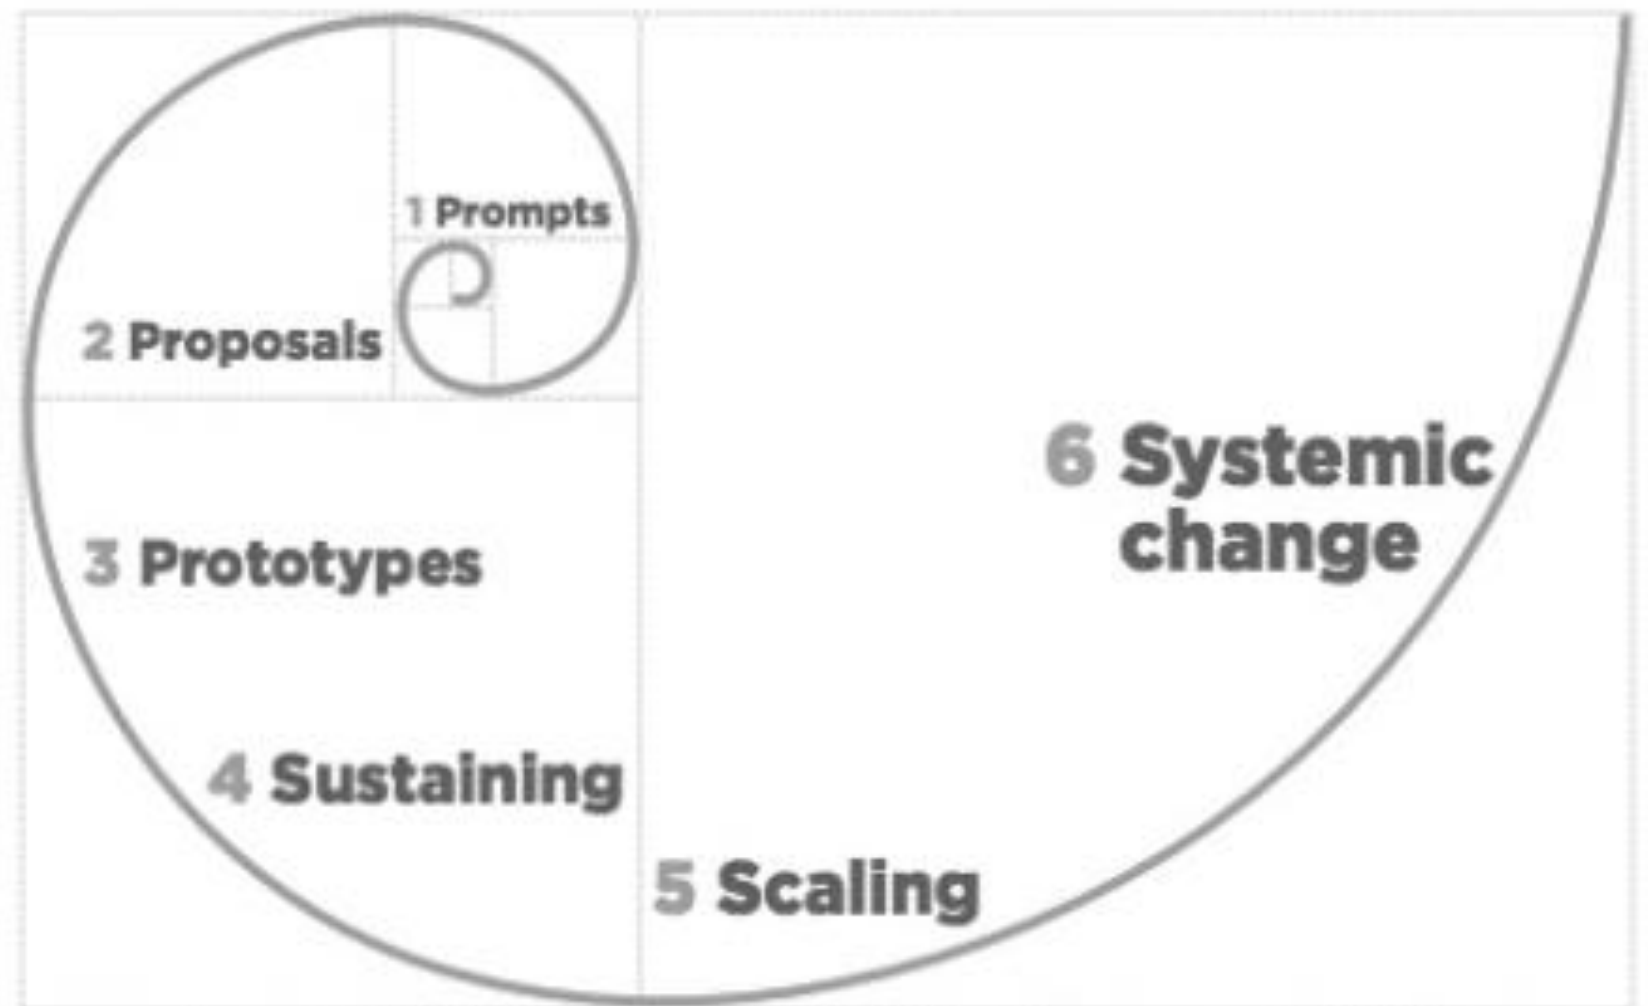 1 Prompts
2 Proposals
3 Prototypes
4 Sustaining
5 Scaling
6 Systemic
change